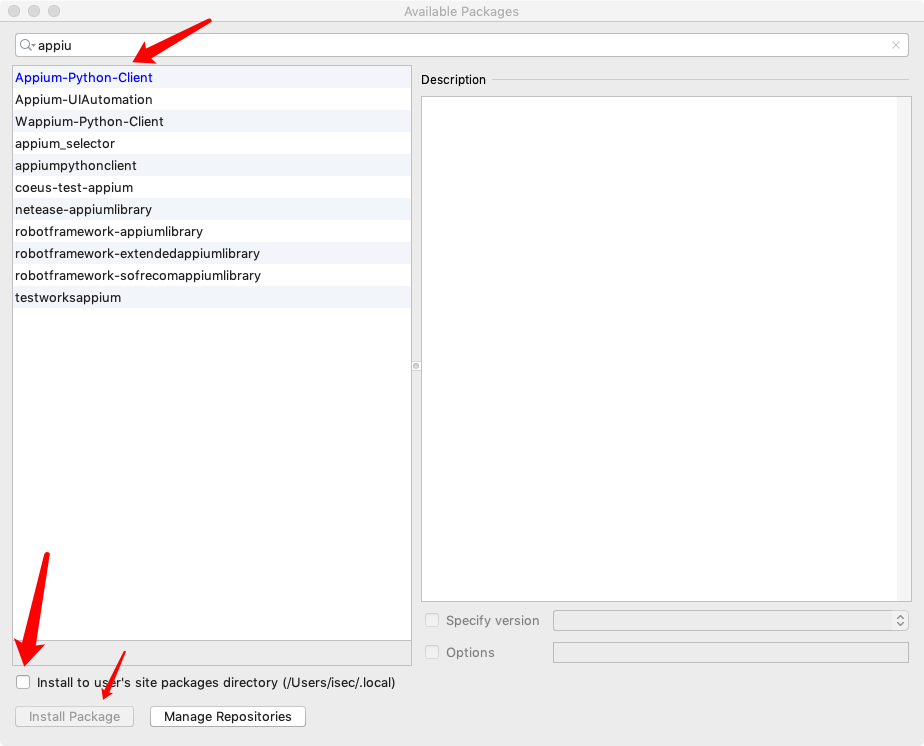 Available Packages
appiu
Appium-Python-Client
Appium-UIAutomation
Wappium-Python-Client
appium_selector
appiumpythonclient
coeus-test-appium
netease-appiumlibrary
robotframework-appiumlibrary
robotframework-extendedappiumlibrary
robotframework-sofrecomappiumlibrary
testworksappium
Description
Specify version
Options
Install to user's site packages directory (/Users/isec/.local)
Install Package
Manage Repositories